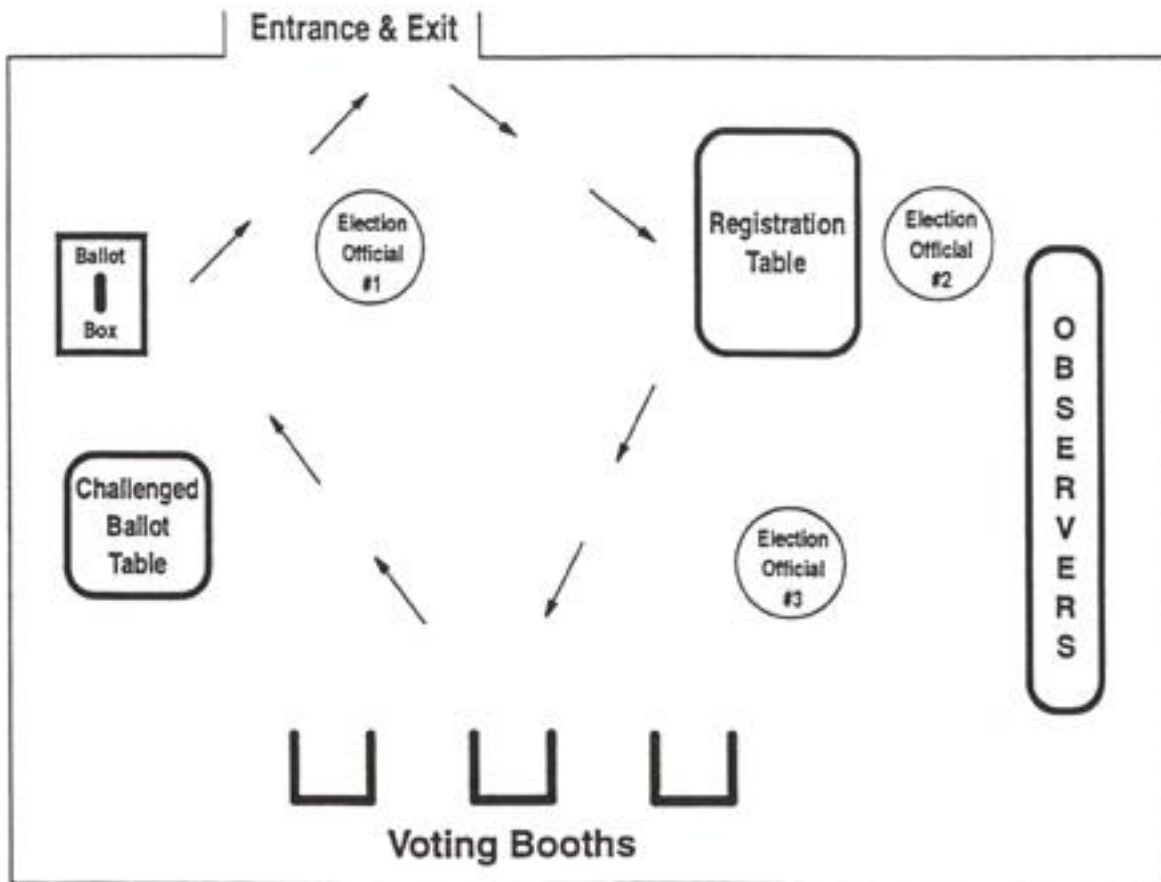 Entrance & Exit
Registration
Table
Election
Official
#1
Election
Official
#2
Ballot
Box
OBSERVERS
Challenged
Ballot
Table
Election
Official
#3
Voting Booths